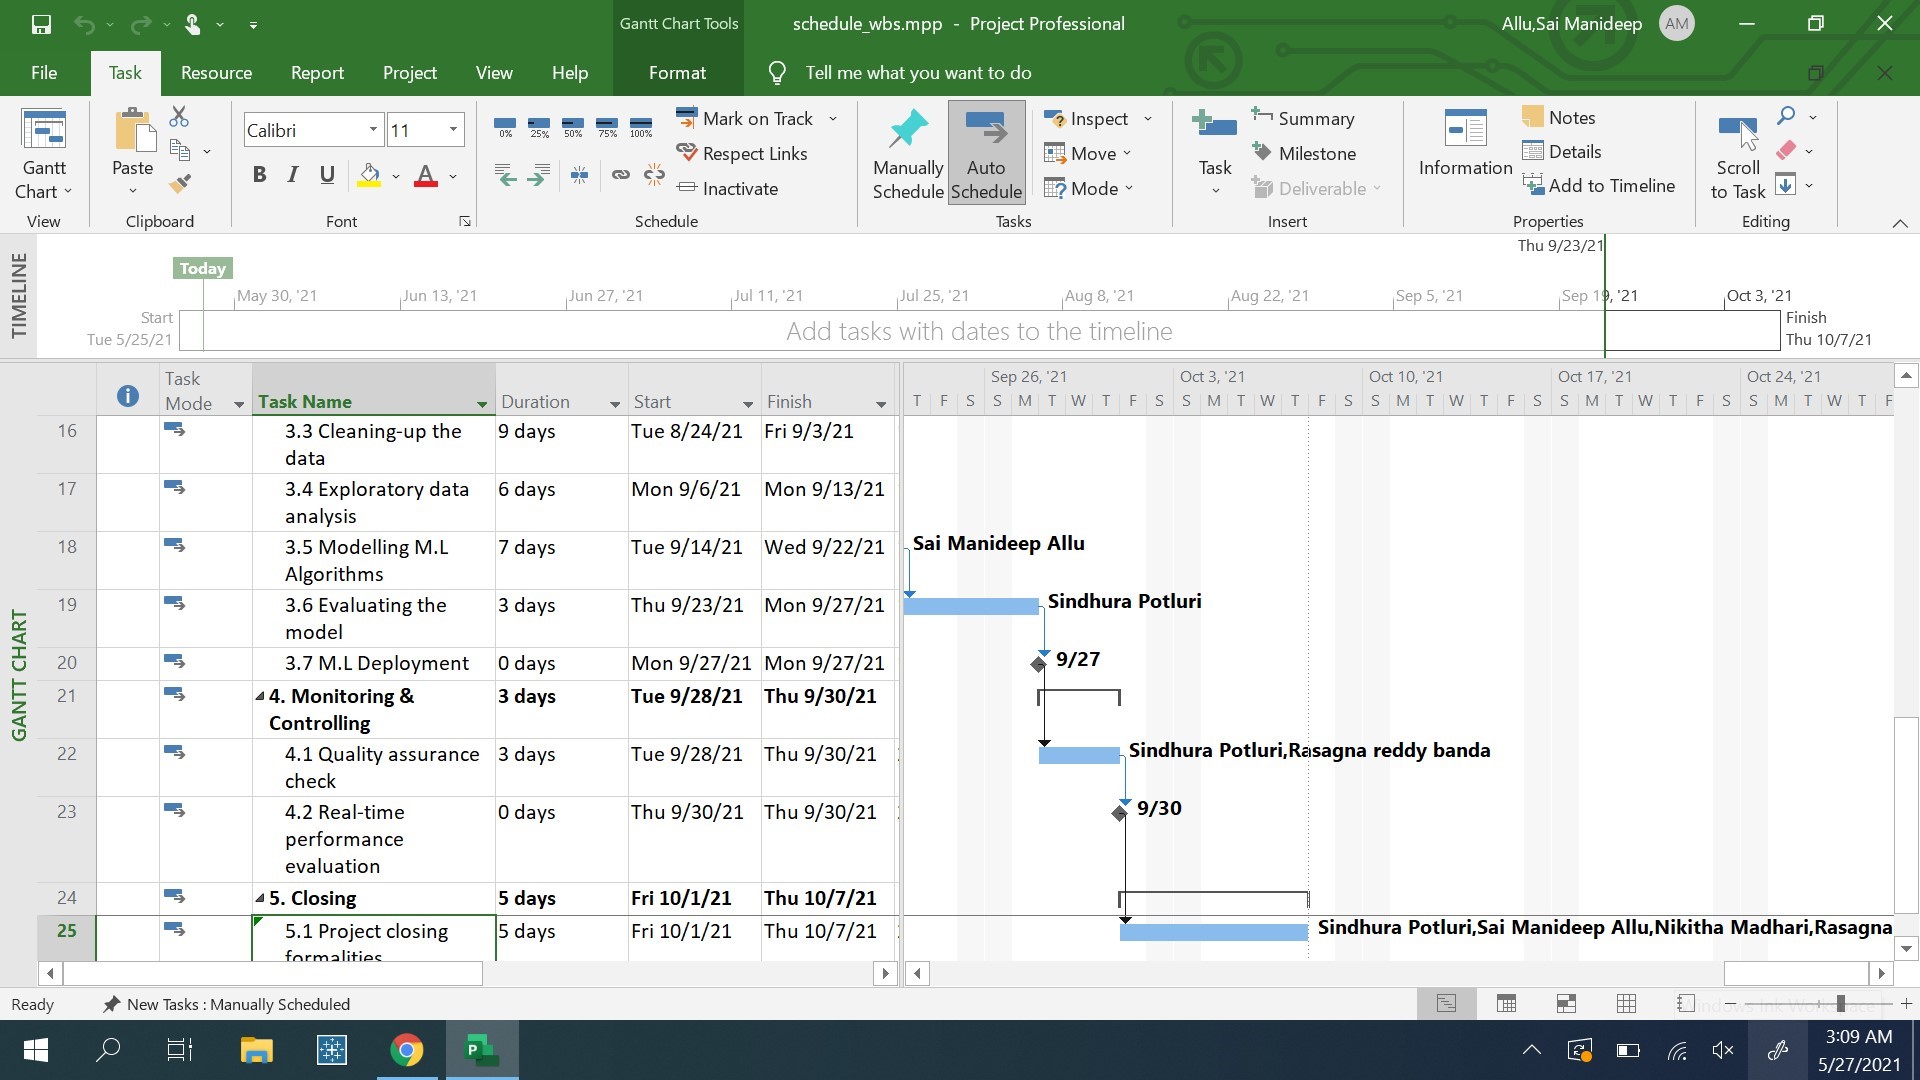 Gantt Chart Tools
schedule_wbs.mpp - Project Professional
Allu,Sai Manideep AM
File Task Resource Report Project View Help Format Tell me what you want to do
Calibri 11
0% 25% 50% 75% 100%
Mark on Track
Respect Links
Inactivate
Gantt
Chart
Paste
B I U A
Manually
Schedule
Auto
Schedule
Inspect
Move
Mode
Task
Summary
Milestone
Deliverable
Information
Notes
Details
Add to Timeline
Scroll
to Task
View Clipboard Font Schedule Tasks Insert Properties Editing
TIMELINE
Thu 9/23/21
Today
May 30, '21 Jun 13, '21 Jun 27, '21 Jul 11, '21 Jul 25, '21 Aug 8, '21 Aug 22, '21 Sep 5, '21 Sep 19, '21 Oct 3, '21
Start
Tue 5/25/21
Add tasks with dates to the timeline
Finish
Thu 10/7/21
GANTT CHART
Task
Mode
Task Name Duration Start Finish
Sep 26, '21 Oct 3, '21 Oct 10, '21 Oct 17, '21 Oct 24, '21
T F S S M T W T F S S M T W T F S S M T W T F S S M T W T F S S M T W T F
16 3.3 Cleaning-up the 9 days Tue 8/24/21 Fri 9/3/21
data
17 3.4 Exploratory data 6 days Mon 9/6/21 Mon 9/13/21
analysis
18 3.5 Modelling M.L 7 days Tue 9/14/21 Wed 9/22/21 Sai Manideep Allu
Algorithms
19 3.6 Evaluating the 3 days Thu 9/23/21 Mon 9/27/21 Sindhura Potluri
model
20 3.7 M.L Deployment 0 days Mon 9/27/21 Mon 9/27/21 9/27
21 4. Monitoring & 3 days Tue 9/28/21 Thu 9/30/21
Controlling
22 4.1 Quality assurance 3 days Tue 9/28/21 Thu 9/30/21 Sindhura Potluri,Rasagna reddy banda
check
23 4.2 Real-time 0 days Thu 9/30/21 Thu 9/30/21 9/30
performance
evaluation
24 5. Closing 5 days Fri 10/1/21 Thu 10/7/21
25 5.1 Project closing 5 days Fri 10/1/21 Thu 10/7/21 Sindhura Potluri,Sai Manideep Allu,Nikitha Madhari,Rasagna
formalities
Ready New Tasks : Manually Scheduled
3:09 AM
5/27/2021